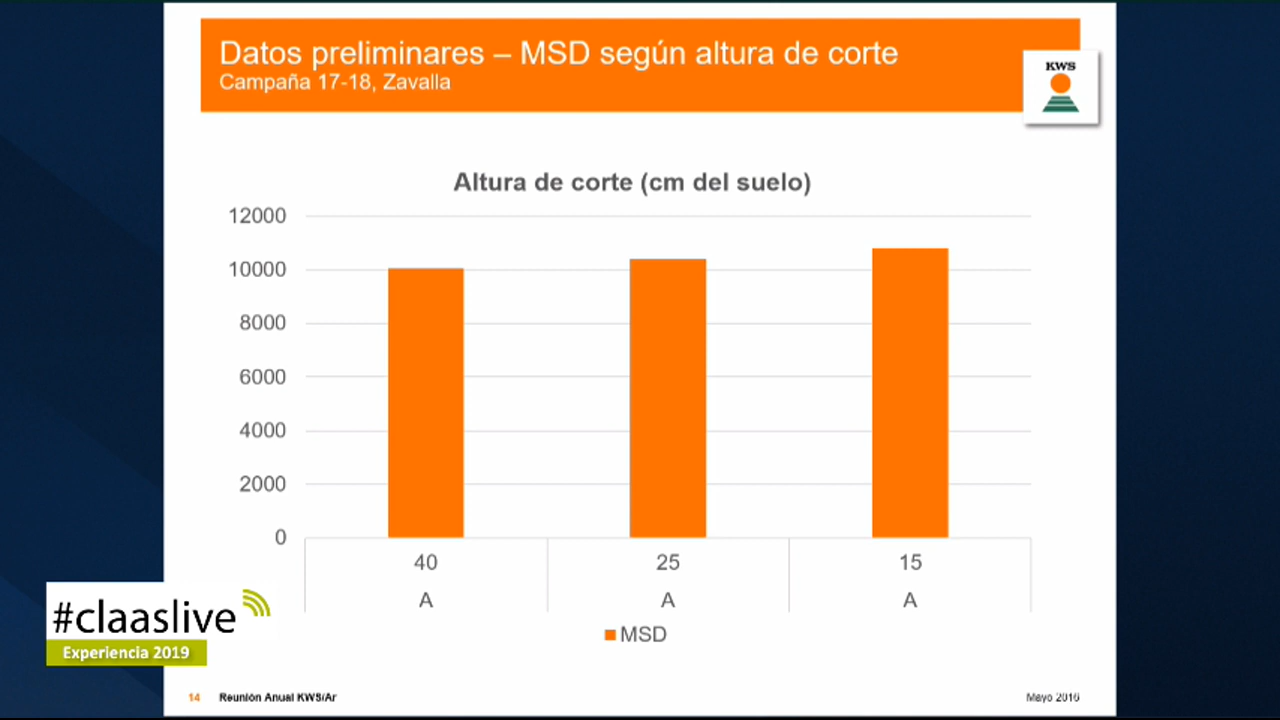 Datos preliminares – MSD según altura de corte
Campaña 17-18, Zavalla
KWS
Altura de corte (cm del suelo)
12000
10000
8000
6000
4000
2000
0
40
25
15
A
A
A
MSD
#claaslive
Experiencia 2019
14
Reunión Anual KWS/Ar
Mayo 2016